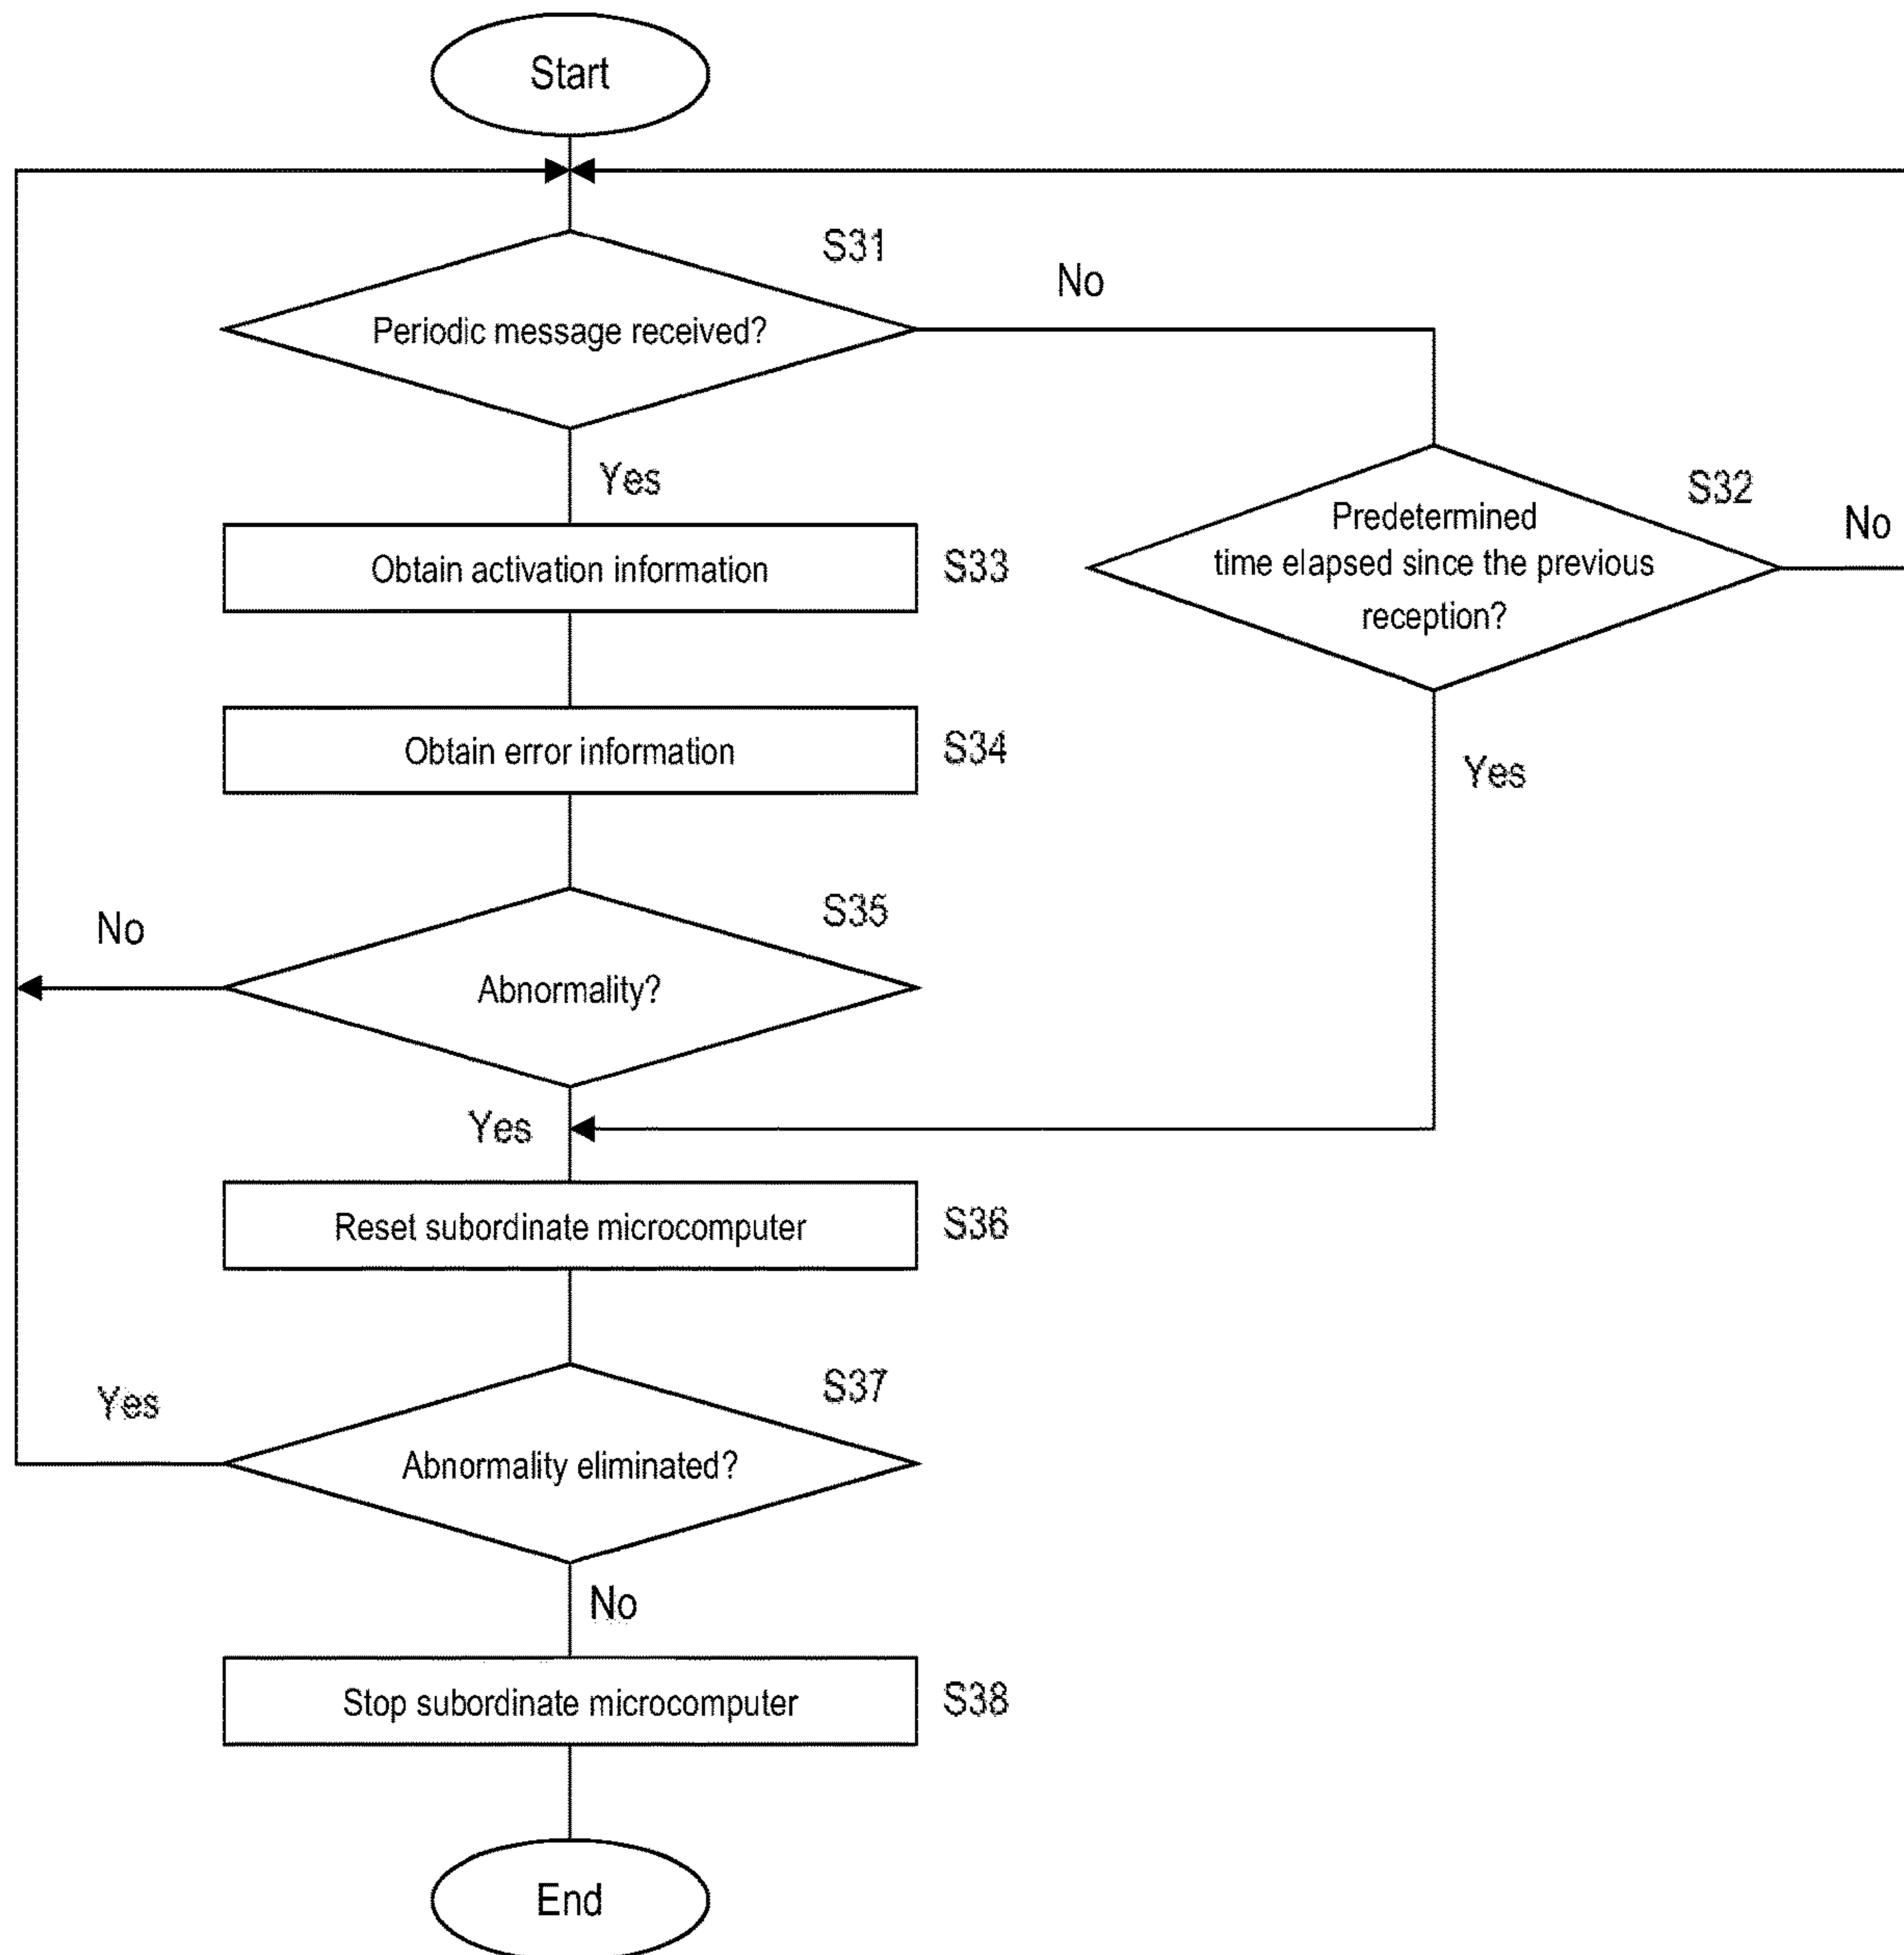 Start
S31
No
Periodic message received?
Yes
S32
No
Predetermined
time elapsed since the previous
reception?
Obtain activation information
S33
Obtain error information
S34
Yes
No
S35
Abnormality?
Yes
Reset subordinate microcomputer
S36
Yes
S37
Abnormality eliminated?
No
Stop subordinate microcomputer
S38
End